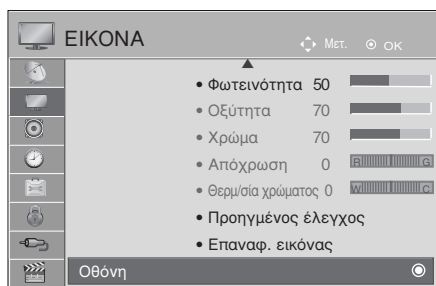 ΕΙΚΟΝΑ Μετ. OK
• Φωτεινότητα 50
• Οξύτητα 70
• Χρώμα 70
• Απόχρωση 0 R G
• Θερμ/σία χρώματος 0 W C
• Προηγμένος έλεγχος
• Επαναφ. εικόνας
Οθόνη